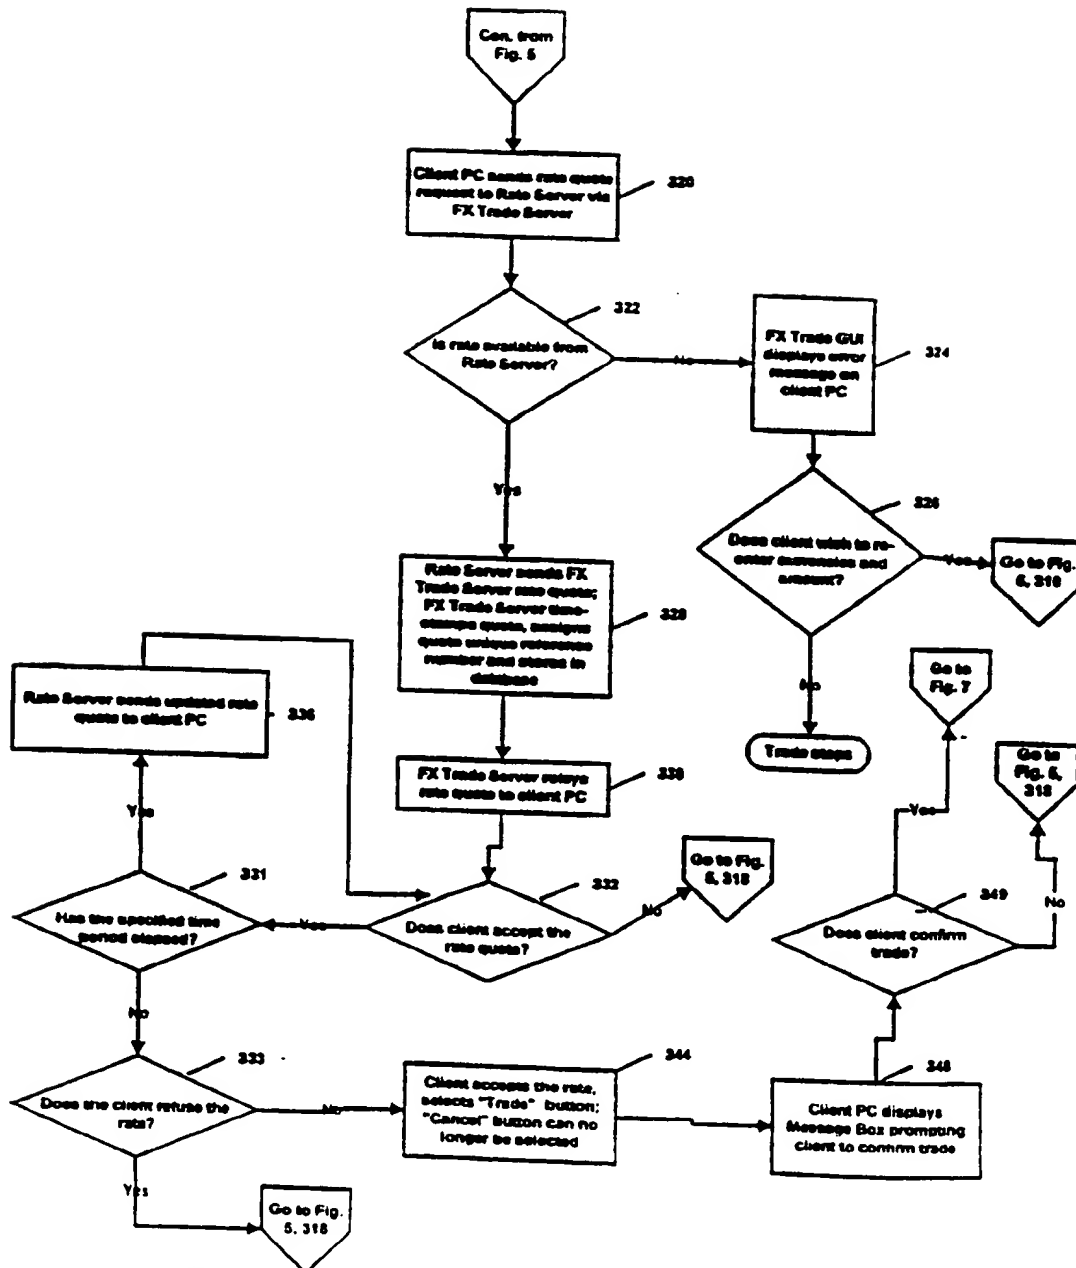 Con. from
Fig. 5
Client PC sends rate quote
request to Rate Server via
FX Trade Server
320
322
Is rate available from
Rate Server?
No
FX Trade GUI
displays error
message on
client PC
324
Yes
326
Does client wish to re-
enter currencies and
amount?
Yes
Go to Fig.
5, 318
No
Trade stops
Rate Server sends FX
Trade Server rate quote;
FX Trade Server time-
stamps quote, assigns
quote unique reference
number and stores in
database
328
Rate Server sends updated rate
quote to client PC
336
FX Trade Server relays
rate quote to client PC
330
Go to
Fig. 7
Go to
Fig. 5,
318
Yes
331
Has the specified time
period elapsed?
Yes
332
Does client accept the
rate quote?
No
Go to Fig.
5, 318
Yes
349
Does client confirm
trade?
No
No
333
Does the client refuse the
rate?
No
344
Client accepts the rate,
selects "Trade" button;
"Cancel" button can no
longer be selected
Client PC displays
Message Box prompting
client to confirm trade
Yes
Go to Fig.
5, 318